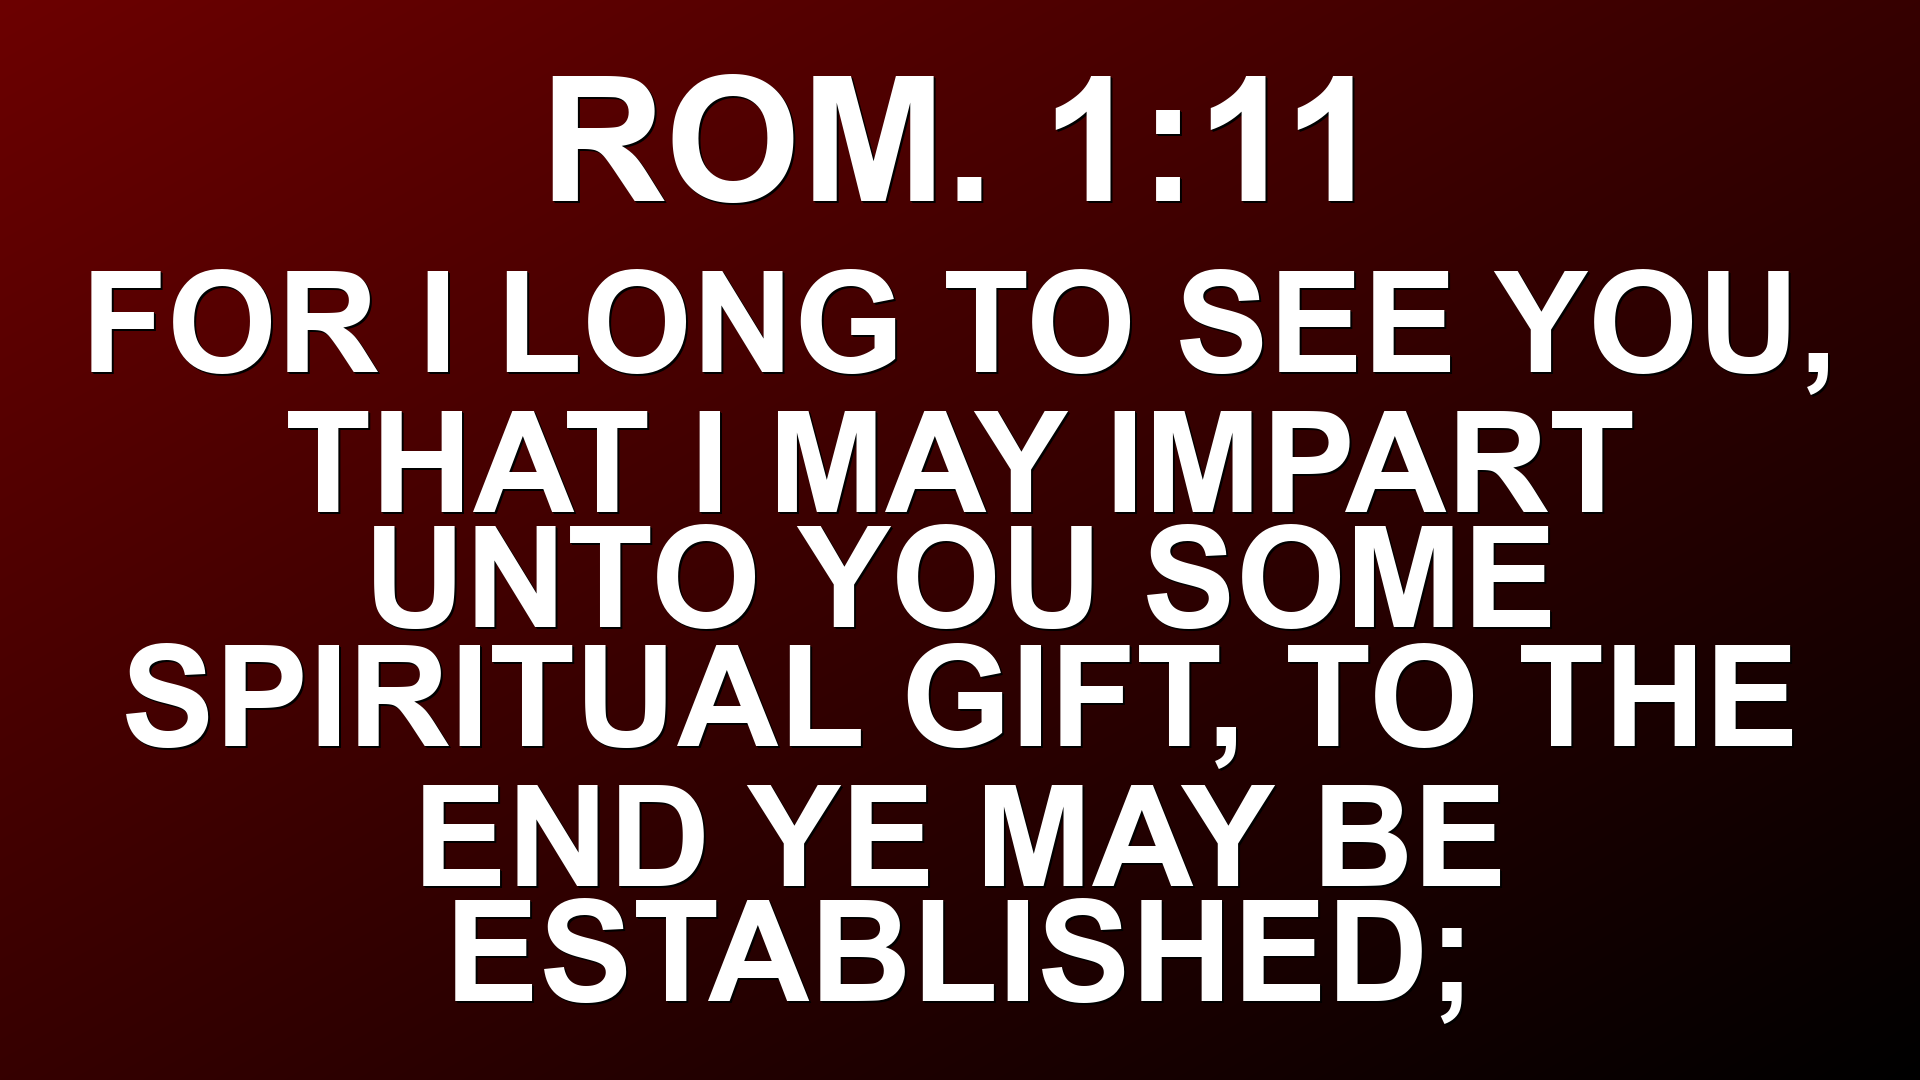 ROM. 1:11
FOR I LONG TO SEE YOU,
THAT I MAY IMPART
UNTO YOU SOME
SPIRITUAL GIFT, TO THE
END YE MAY BE
ESTABLISHED;